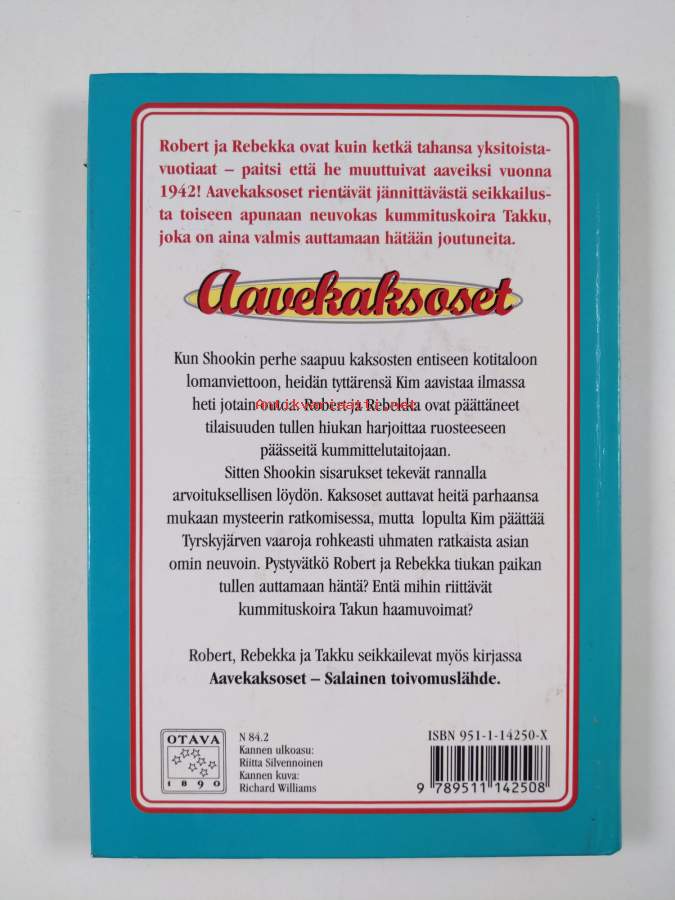 Robert ja Rebekka ovat kuin ketkä tahansa yksitoista-
vuotiaat – paitsi että he muuttuivat aaveiksi vuonna
1942! Aavekaksoset rientävät jännittävästä seikkailus-
ta toiseen apunaan neuvokas kummituskoira Takku,
joka on aina valmis auttamaan hätään joutuneita.
Aavekaksoset
Kun Shookin perhe saapuu kaksosten entiseen kotitaloon
lomanviettoon, heidän tyttärensä Kim aavistaa ilmassa
heti jotain outoa. Robert ja Rebekka ovat päättäneet
Antikvariaatti.net
tilaisuuden tullen hiukan harjoittaa ruosteeseen
päässeitä kummittelutaitojaan.
Sitten Shookin sisarukset tekevät rannalla
arvoituksellisen löydön. Kaksoset auttavat heitä parhaansa
mukaan mysteerin ratkomisessa, mutta lopulta Kim päättää
Tyrskyjärven vaaroja rohkeasti uhmaten ratkaista asian
omin neuvoin. Pystyvätkö Robert ja Rebekka tiukan paikan
tullen auttamaan häntä? Entä mihin riittävät
kummituskoira Takun haamuvoimat?
Robert, Rebekka ja Takku seikkailevat myös kirjassa
Aavekaksoset – Salainen toivomuslähde.
OTAVA
1890
N 84.2
Kannen ulkoasu:
Riitta Silvennoinen
Kannen kuva:
Richard Williams
ISBN 951-1-14250-X
9 789511 142508